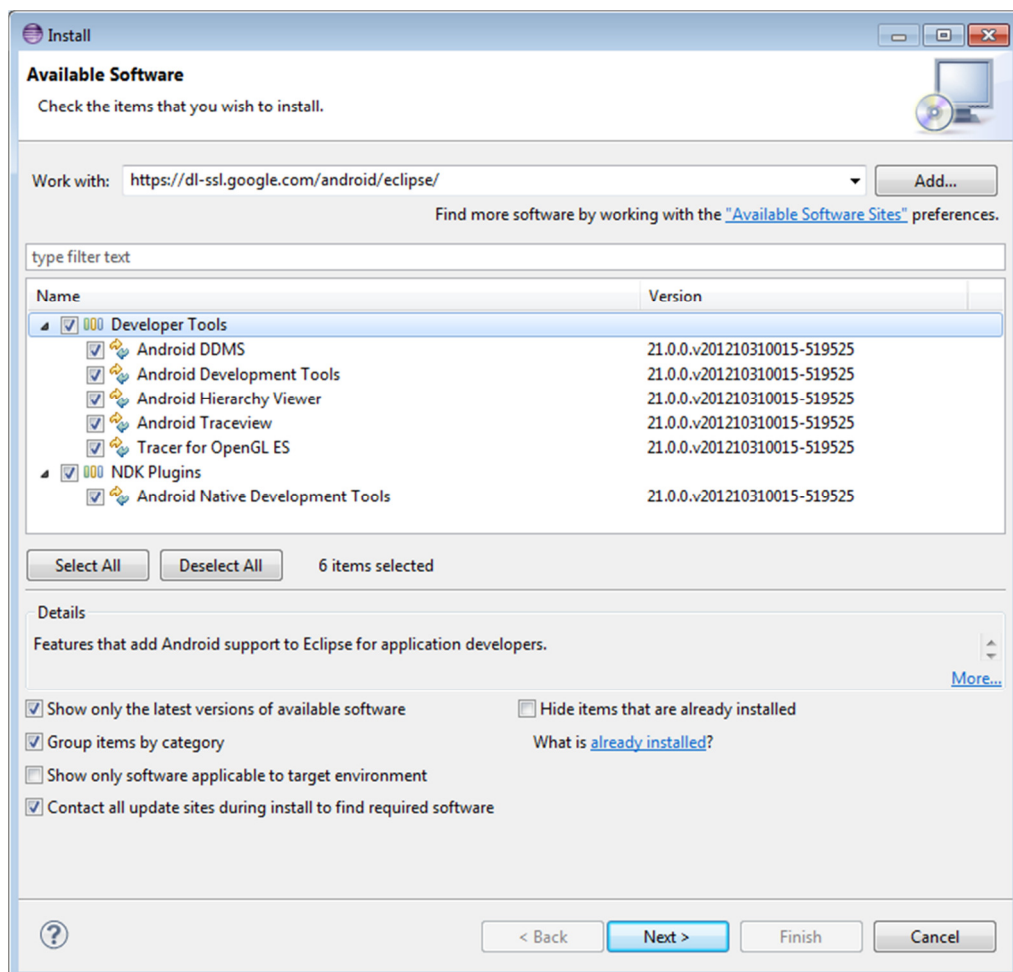 Install
Available Software
Check the items that you wish to install.
Work with: https://dl-ssl.google.com/android/eclipse/ Add...
Find more software by working with the "Available Software Sites" preferences.
type filter text
Name Version
Developer Tools
Android DDMS 21.0.0.v201210310015-519525
Android Development Tools 21.0.0.v201210310015-519525
Android Hierarchy Viewer 21.0.0.v201210310015-519525
Android Traceview 21.0.0.v201210310015-519525
Tracer for OpenGL ES 21.0.0.v201210310015-519525
NDK Plugins
Android Native Development Tools 21.0.0.v201210310015-519525
Select All Deselect All 6 items selected
Details
Features that add Android support to Eclipse for application developers.
More...
Show only the latest versions of available software Hide items that are already installed
Group items by category What is already installed?
Show only software applicable to target environment
Contact all update sites during install to find required software
? < Back Next > Finish Cancel